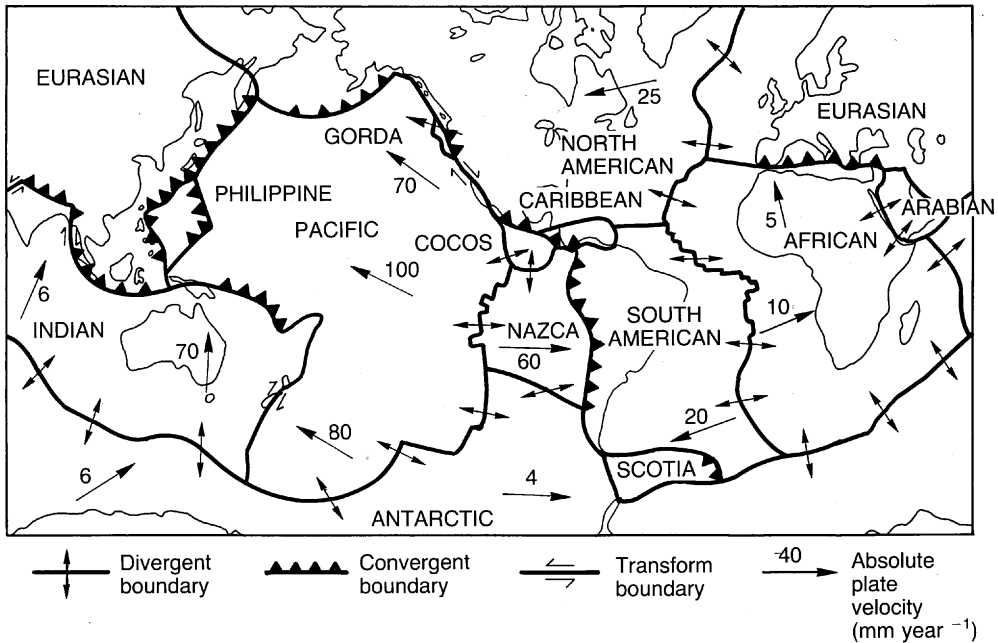 EURASIAN
25
EURASIAN
GORDA
NORTH
AMERICAN
70
PHILIPPINE
CARIBBEAN
ARABIAN
5
PACIFIC
COCOS
AFRICAN
100
6
10
INDIAN
NAZCA
SOUTH
AMERICAN
70
60
80
20
6
SCOTIA
4
ANTARCTIC
Divergent
boundary
Convergent
boundary
Transform
boundary
40
Absolute
plate
velocity
(mm year -1)